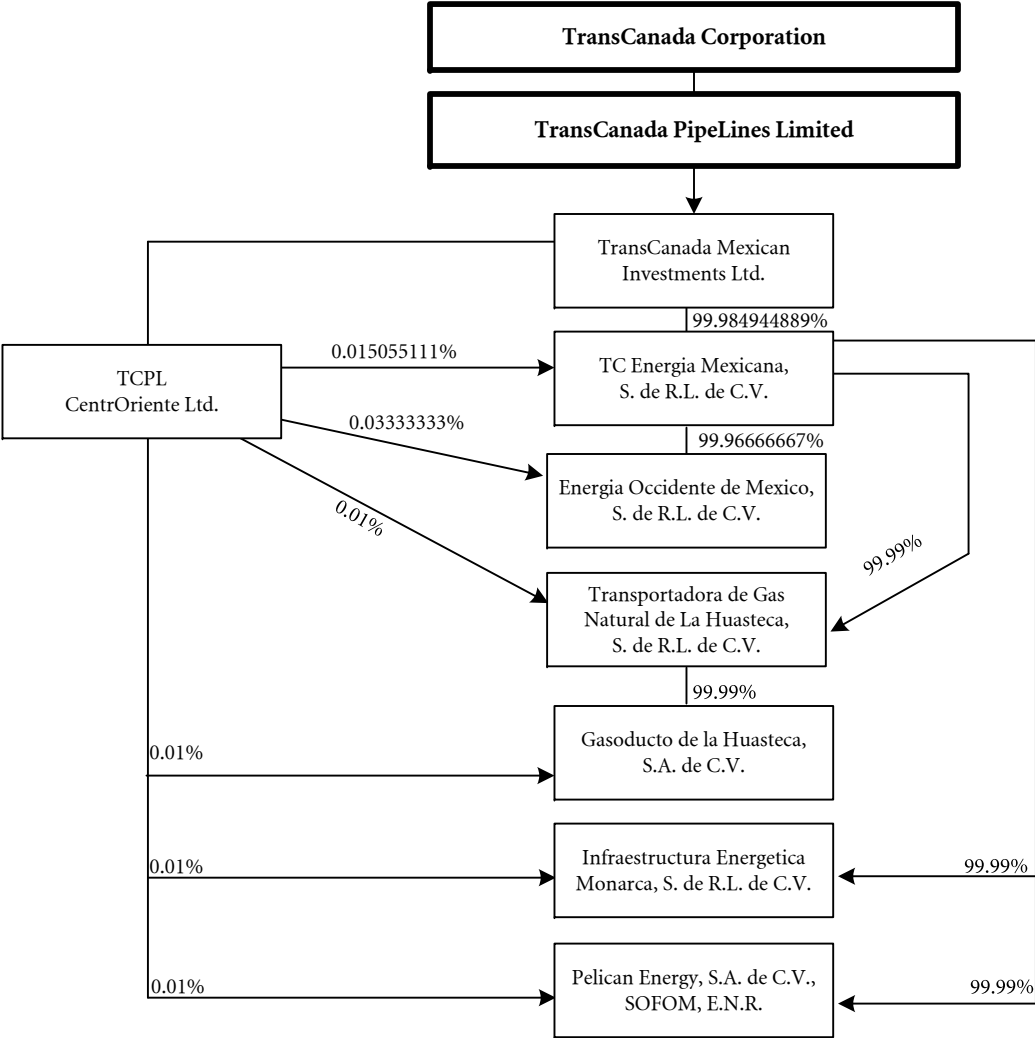 TransCanada Corporation
TransCanada PipeLines Limited
TransCanada Mexican
Investments Ltd.
99.984944889%
TCPL
CentrOriente Ltd.
0.015055111%
TC Energia Mexicana,
S. de R.L. de C.V.
0.03333333%
99.96666667%
Energia Occidente de Mexico,
S. de R.L. de C.V.
0.01%
99.99%
Transportadora de Gas
Natural de La Huasteca,
S. de R.L. de C.V.
99.99%
Gasoducto de la Huasteca,
S.A. de C.V.
0.01%
Infraestructura Energetica
Monarca, S. de R.L. de C.V.
0.01%
99.99%
Pelican Energy, S.A. de C.V.,
SOFOM, E.N.R.
0.01%
99.99%